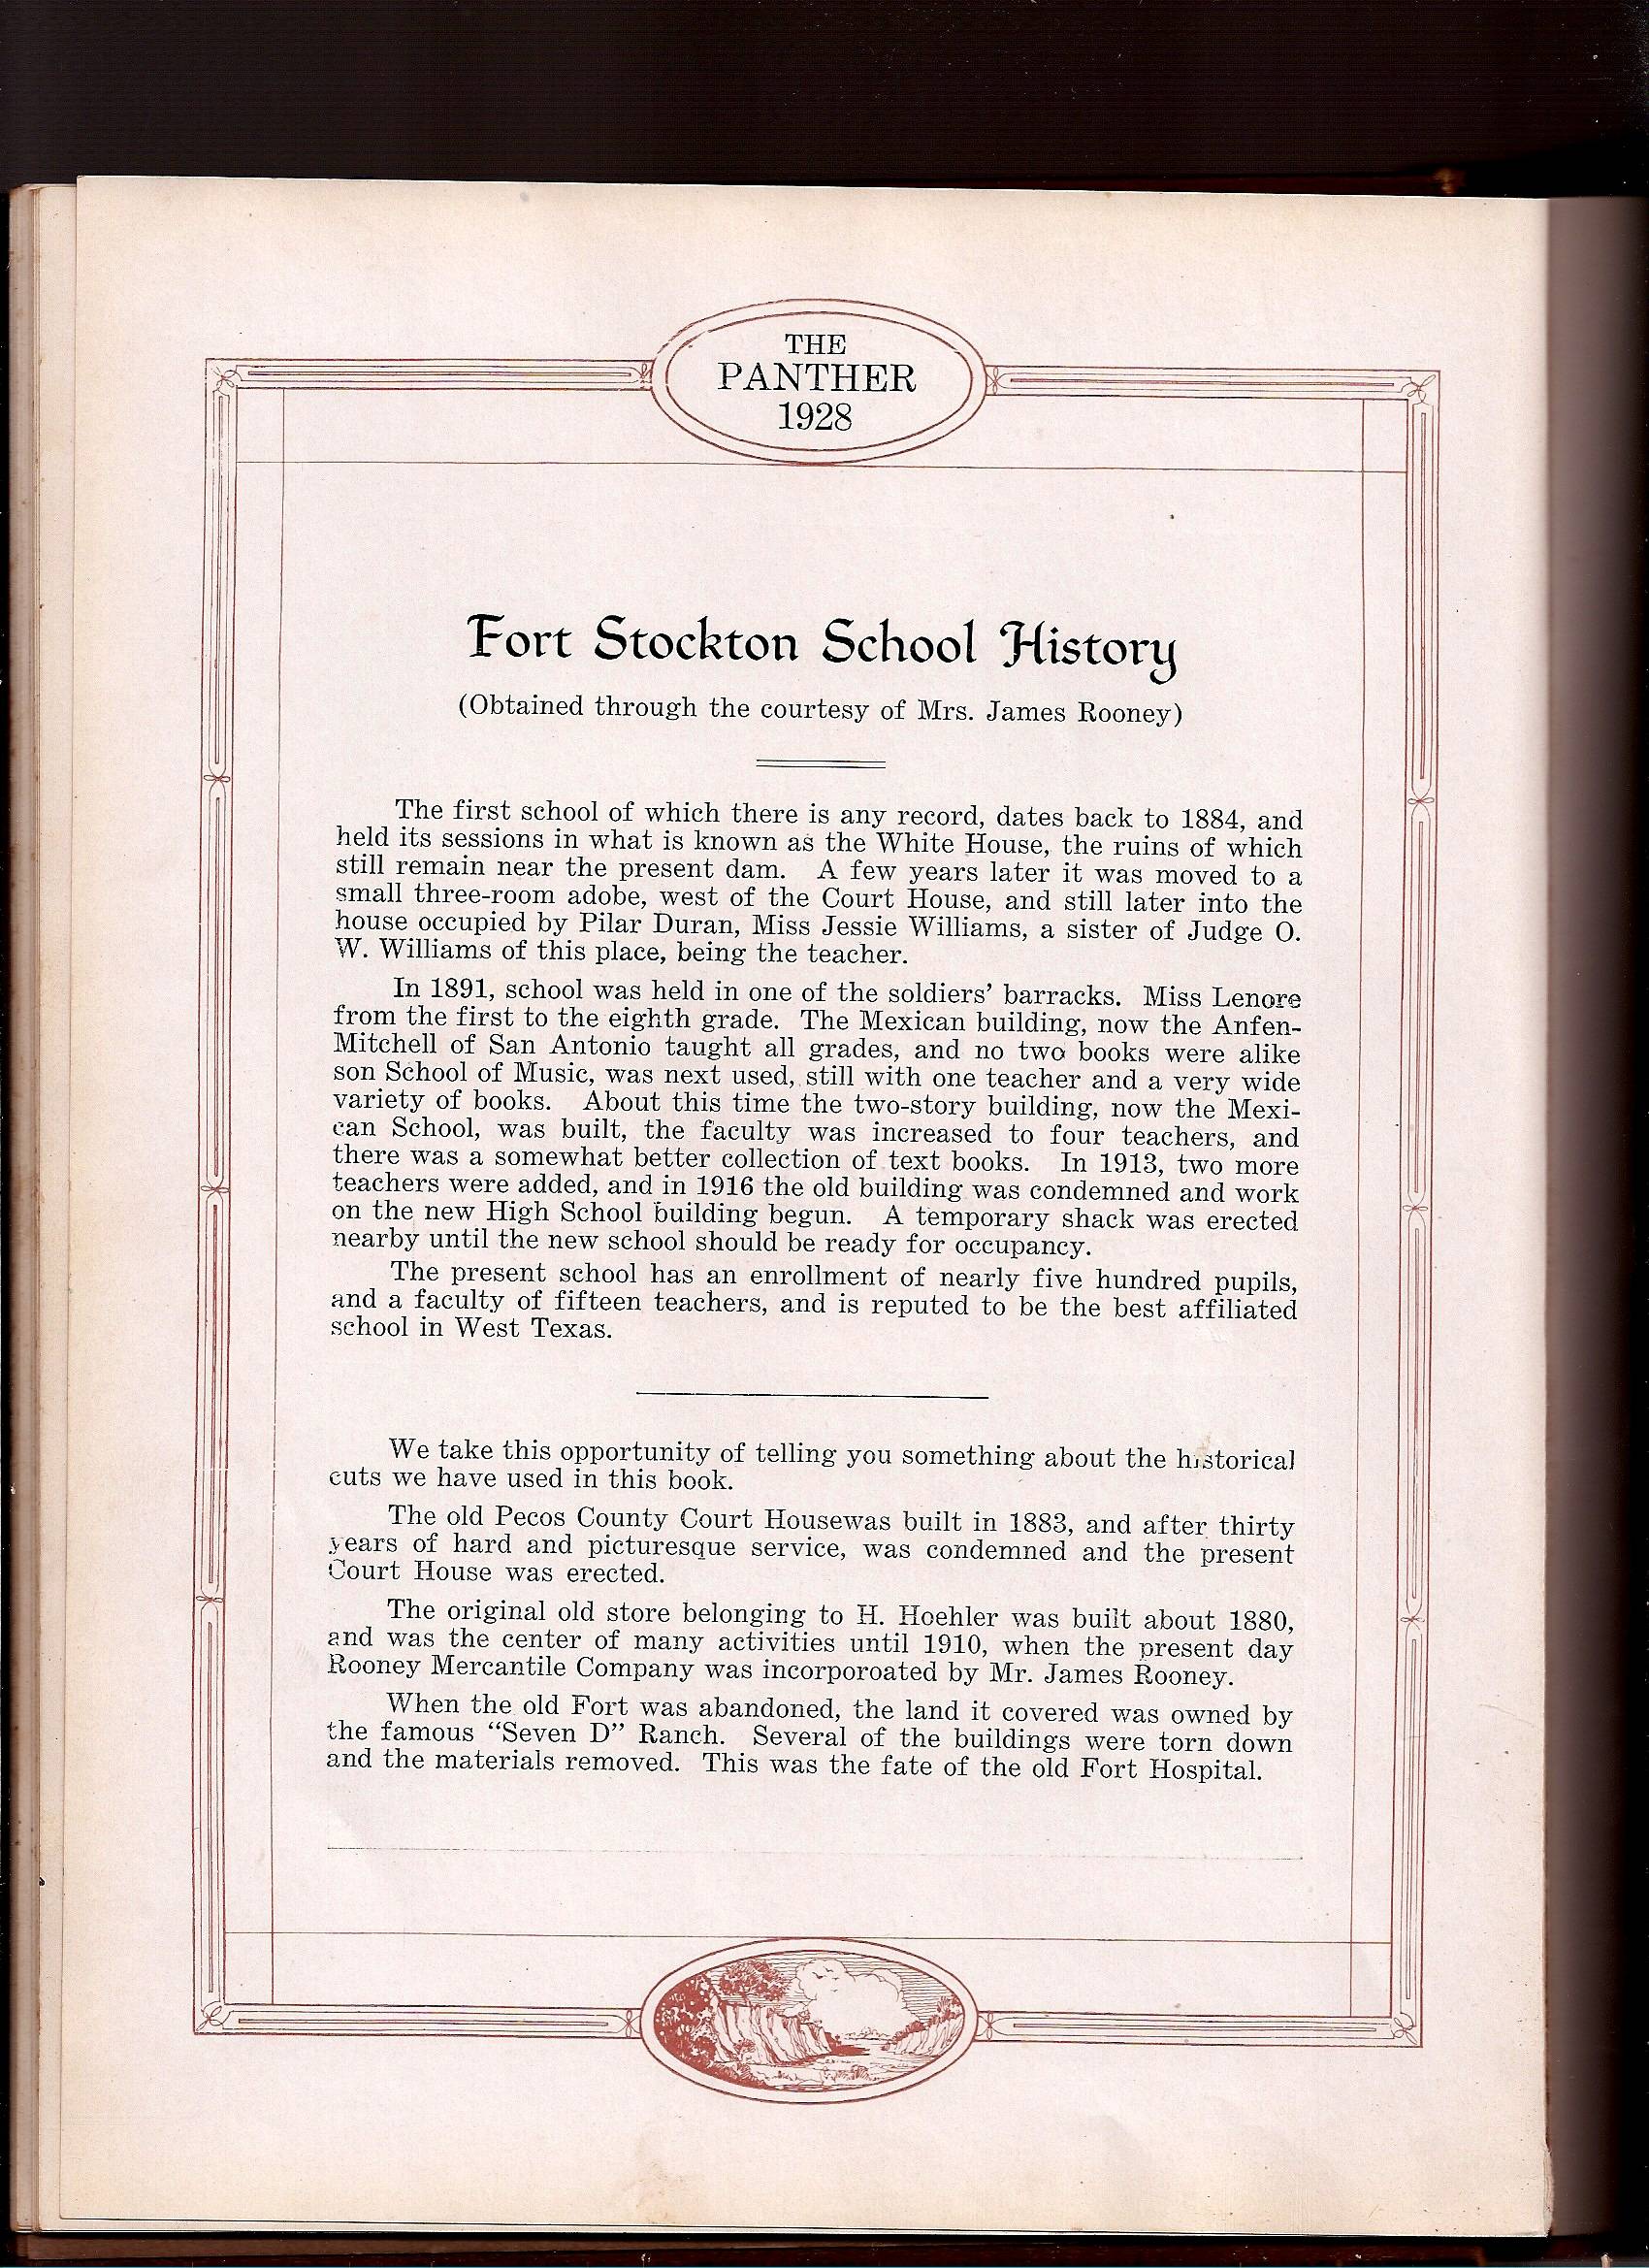 THE
PANTHER
1928
Fort Stockton School History
(Obtained through the courtesy of Mrs. James Rooney)
The first school of which there is any record, dates back to 1884, and
held its sessions in what is known as the White House, the ruins of which
still remain near the present dam. A few years later it was moved to a
small three-room adobe, west of the Court House, and still later into the
house occupied by Pilar Duran, Miss Jessie Williams, a sister of Judge O.
W. Williams of this place, being the teacher.
In 1891, school was held in one of the soldiers' barracks. Miss Lenore
from the first to the eighth grade. The Mexican building, now the Anfen-
Mitchell of San Antonio taught all grades, and no two books were alike
son School of Music, was next used, still with one teacher and a very wide
variety of books. About this time the two-story building, now the Mexi-
can School, was built, the faculty was increased to four teachers, and
there was a somewhat better collection of text books. In 1913, two more
teachers were added, and in 1916 the old building was condemned and work
on the new High School building begun. A temporary shack was erected
nearby until the new school should be ready for occupancy.
The present school has an enrollment of nearly five hundred pupils,
and a faculty of fifteen teachers, and is reputed to be the best affiliated
school in West Texas.
We take this opportunity of telling you something about the historical
cuts we have used in this book.
The old Pecos County Court Housewas built in 1883, and after thirty
years of hard and picturesque service, was condemned and the present
Court House was erected.
The original old store belonging to H. Hoehler was built about 1880,
and was the center of many activities until 1910, when the present day
Rooney Mercantile Company was incorporoated by Mr. James Rooney.
When the old Fort was abandoned, the land it covered was owned by
the famous “Seven D” Ranch. Several of the buildings were torn down
and the materials removed. This was the fate of the old Fort Hospital.